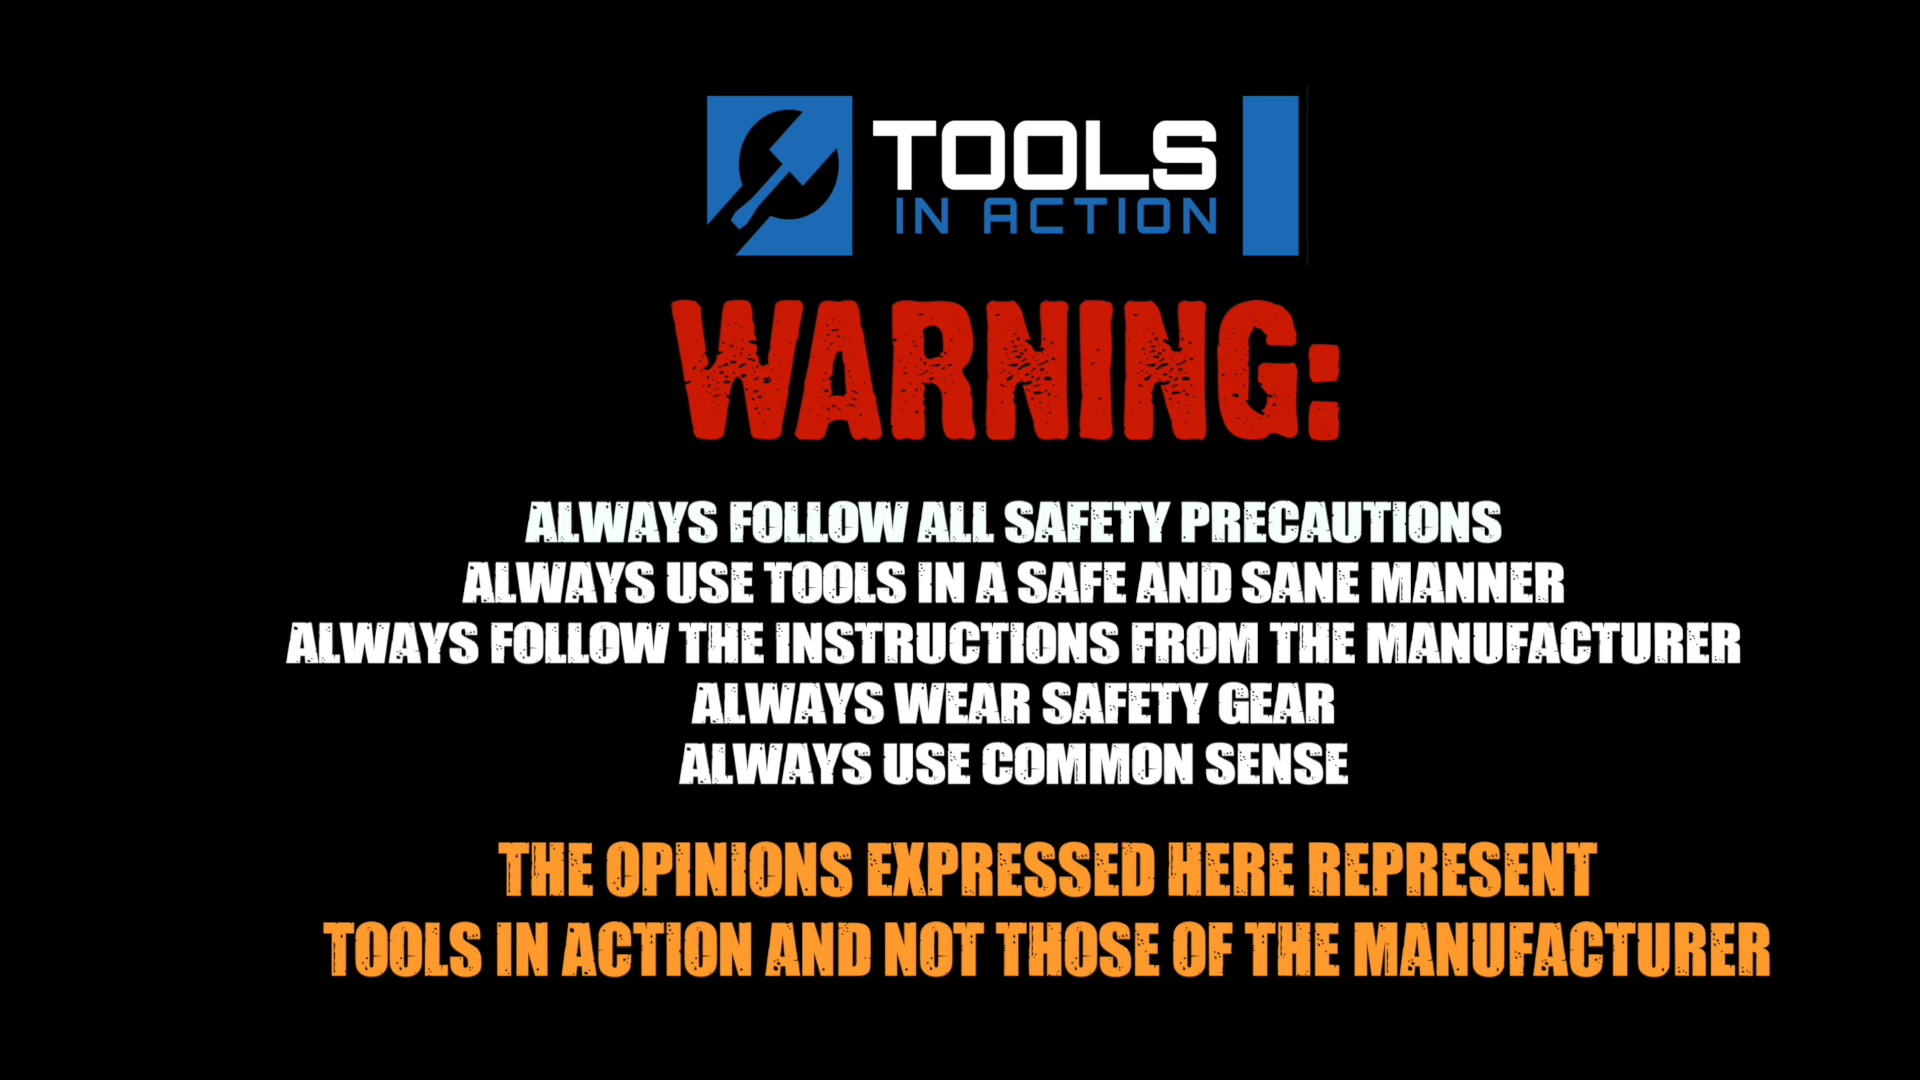 TOOLS
IN ACTION
WARNING:
ALWAYS FOLLOW ALL SAFETY PRECAUTIONS
ALWAYS USE TOOLS IN A SAFE AND SANE MANNER
ALWAYS FOLLOW THE INSTRUCTIONS FROM THE MANUFACTURER
ALWAYS WEAR SAFETY GEAR
ALWAYS USE COMMON SENSE
THE OPINIONS EXPRESSED HERE REPRESENT
TOOLS IN ACTION AND NOT THOSE OF THE MANUFACTURER